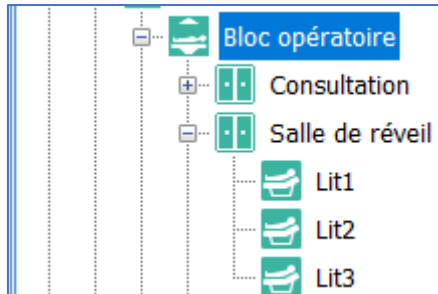 Bloc opératoire
Consultation
Salle de réveil
Lit1
Lit2
Lit3